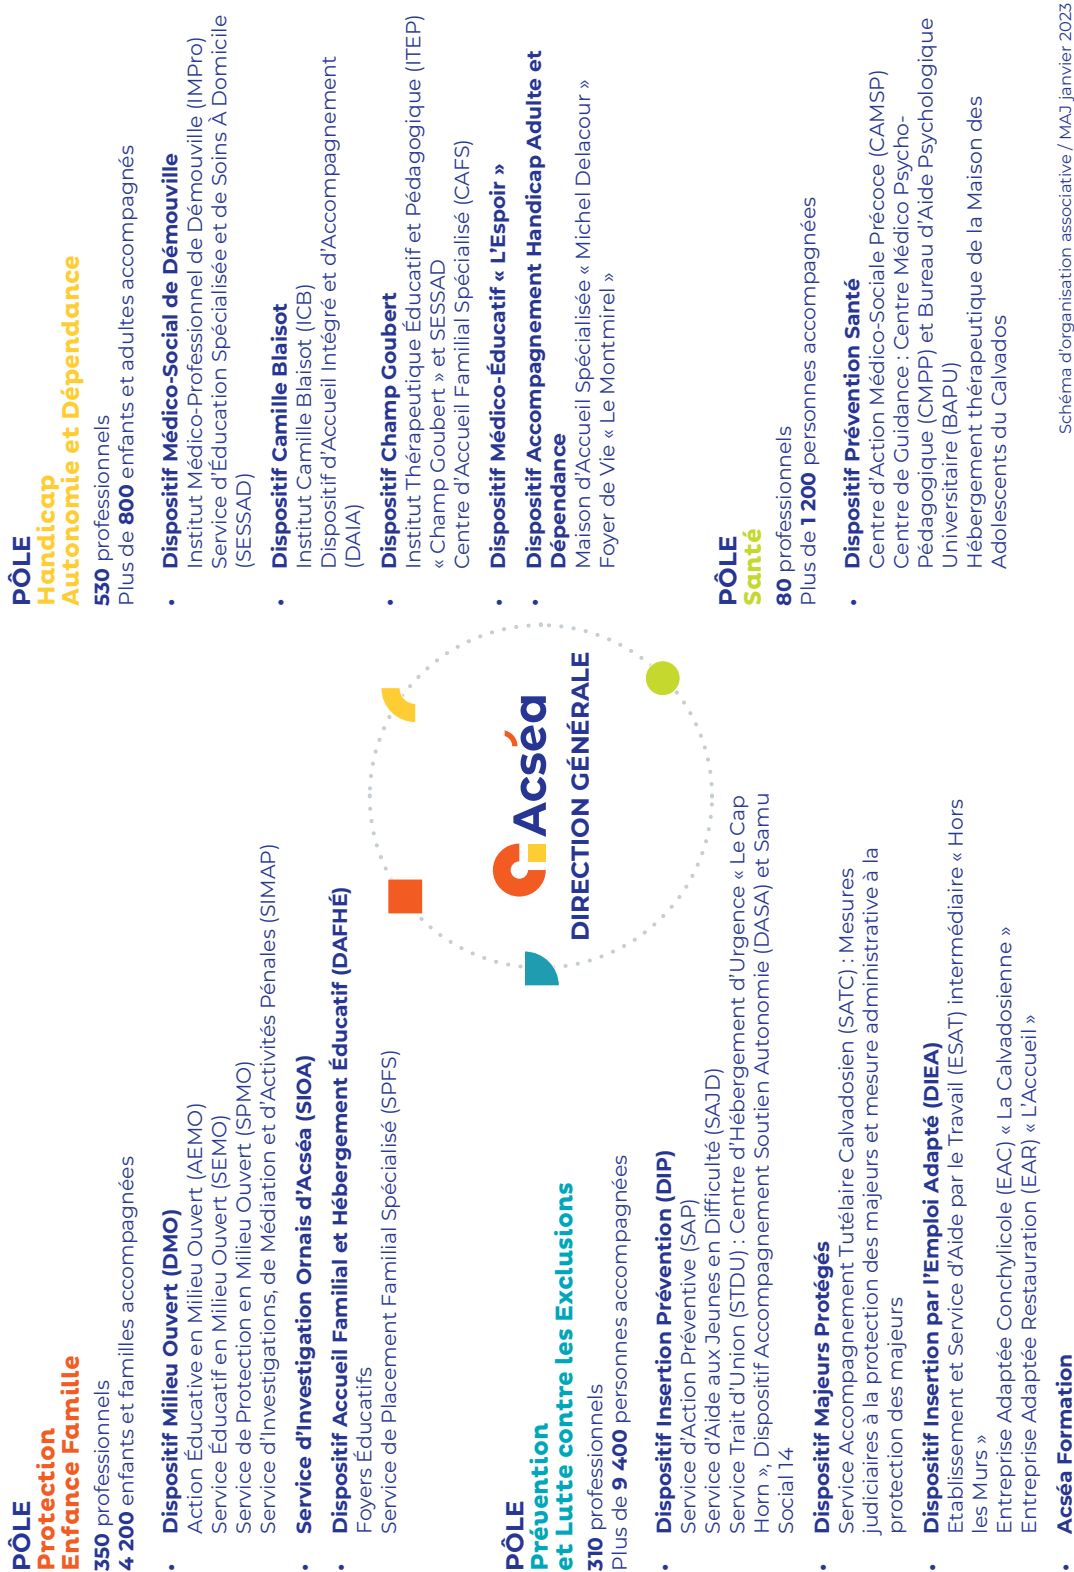 PÔLE
Protection
Enfance Famille
350 professionnels
4 200 enfants et familles accompagnées
• Dispositif Milieu Ouvert (DMO)
Action Éducative en Milieu Ouvert (AEMO)
Service Éducatif en Milieu Ouvert (SEMO)
Service de Protection en Milieu Ouvert (SPMO)
Service d'Investigations, de Médiation et d'Activités Pénales (SIMAP)
• Service d'Investigation Ornais d'Acséa (SIOA)
• Dispositif Accueil Familial et Hébergement Éducatif (DAFHÉ)
Foyers Éducatifs
Service de Placement Familial Spécialisé (SPFS)
PÔLE
Prévention
et Lutte contre les Exclusions
310 professionnels
Plus de 9 400 personnes accompagnées
• Dispositif Insertion Prévention (DIP)
Service d'Action Préventive (SAP)
Service d'Aide aux Jeunes en Difficulté (SAJD)
Service Trait d'Union (STDU) : Centre d'Hébergement d'Urgence « Le Cap
Horn », Dispositif Accompagnement Soutien Autonomie (DASA) et Samu
Social 14
• Dispositif Majeurs Protégés
Service Accompagnement Tutélaire Calvadosien (SATC) : Mesures
judiciaires à la protection des majeurs et mesure administrative à la
protection des majeurs
• Dispositif Insertion par l'Emploi Adapté (DIEA)
Etablissement et Service d'Aide par le Travail (ESAT) intermédiaire « Hors
les Murs »
Entreprise Adaptée Conchylicole (EAC) « La Calvadosienne »
Entreprise Adaptée Restauration (EAR) « L'Accueil »
• Acséa Formation
Acséa
DIRECTION GÉNÉRALE
PÔLE
Handicap
Autonomie et Dépendance
530 professionnels
Plus de 800 enfants et adultes accompagnés
• Dispositif Médico-Social de Démouville
Institut Médico-Professionnel de Démouville (IMPro)
Service d'Éducation Spécialisée et de Soins À Domicile
(SESSAD)
• Dispositif Camille Blaisot
Institut Camille Blaisot (ICB)
Dispositif d'Accueil Intégré et d'Accompagnement
(DAIA)
• Dispositif Champ Goubert
Institut Thérapeutique Éducatif et Pédagogique (ITEP)
« Champ Goubert » et SESSAD
Centre d'Accueil Familial Spécialisé (CAFS)
• Dispositif Médico-Éducatif « L'Espoir »
• Dispositif Accompagnement Handicap Adulte et
Dépendance
Maison d'Accueil Spécialisée « Michel Delacour »
Foyer de Vie « Le Montmirel »
PÔLE
Santé
80 professionnels
Plus de 1 200 personnes accompagnées
• Dispositif Prévention Santé
Centre d'Action Médico-Sociale Précoce (CAMSP)
Centre de Guidance : Centre Médico Psycho-
Pédagogique (CMPP) et Bureau d'Aide Psychologique
Universitaire (BAPU)
Hébergement thérapeutique de la Maison des
Adolescents du Calvados
Schéma d'organisation associative / MAJ janvier 2023